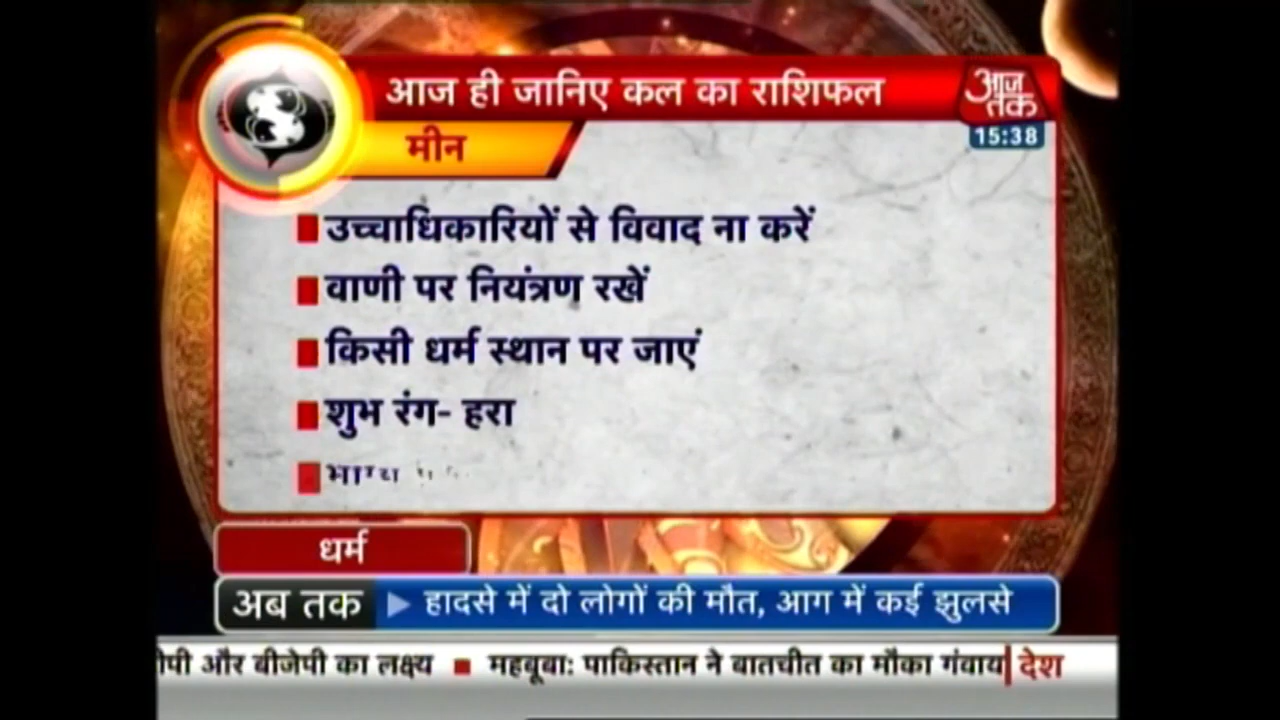 आज ही जानिए कल का राशिफल
आज तक
15:38
मीन
उच्चाधिकारियों से विवाद ना करें
वाणी पर नियंत्रण रखें
किसी धर्म स्थान पर जाएं
शुभ रंग- हरा
भाग्य
धर्म
अब तक
हादसे में दो लोगों की मौत, आग में कई झुलसे
और बीजेपी का लक्ष्य ■ महबूबा: पाकिस्तान ने बातचीत का मौका गंवाय
देश